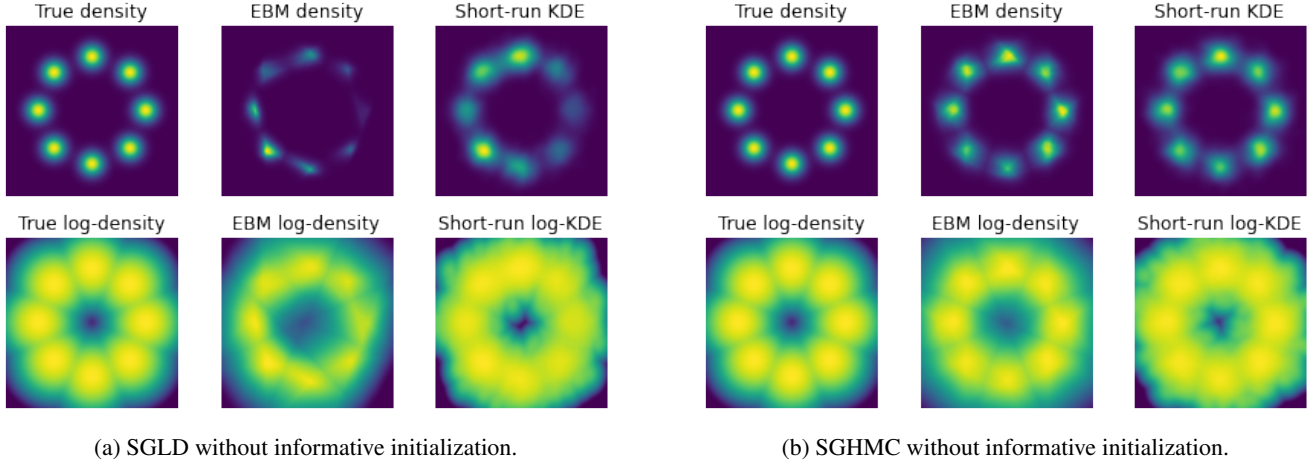 True density EBM density Short-run KDE True density EBM density Short-run KDE
True log-density EBM log-density Short-run log-KDE True log-density EBM log-density Short-run log-KDE
(a) SGLD without informative initialization. (b) SGHMC without informative initialization.